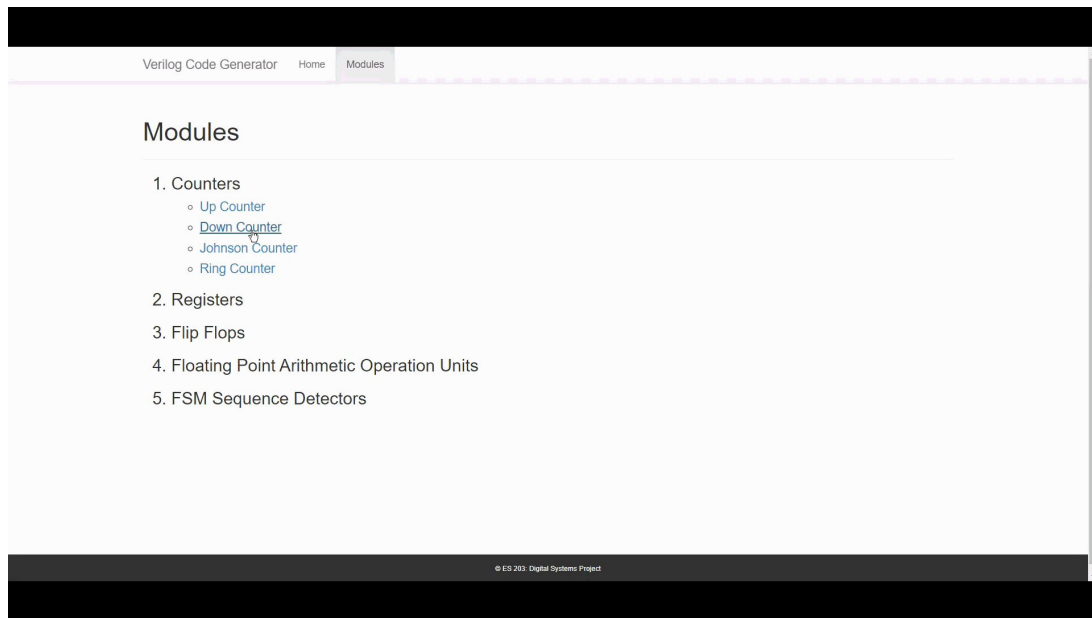 Verilog Code Generator Home Modules
Modules
1. Counters
Up Counter
Down Counter
Johnson Counter
Ring Counter
2. Registers
3. Flip Flops
4. Floating Point Arithmetic Operation Units
5. FSM Sequence Detectors
© ES 203: Digital Systems Project